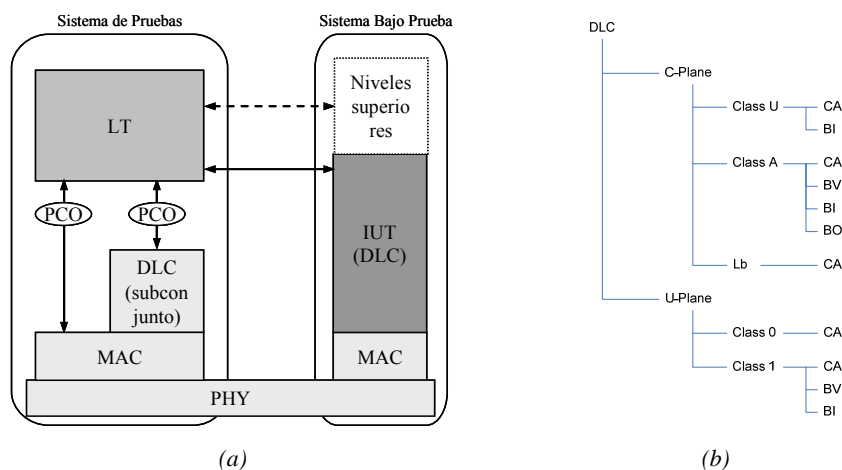 Sistema de Pruebas
Sistema Bajo Prueba
LT
Niveles
superio
res
PCO
PCO
IUT
(DLC)
DLC
(subcon
junto)
MAC
MAC
PHY
(a)
DLC
C-Plane
Class U
CA
BI
Class A
CA
BV
BI
BO
Lb
CA
U-Plane
Class 0
CA
Class 1
CA
BV
BI
(b)